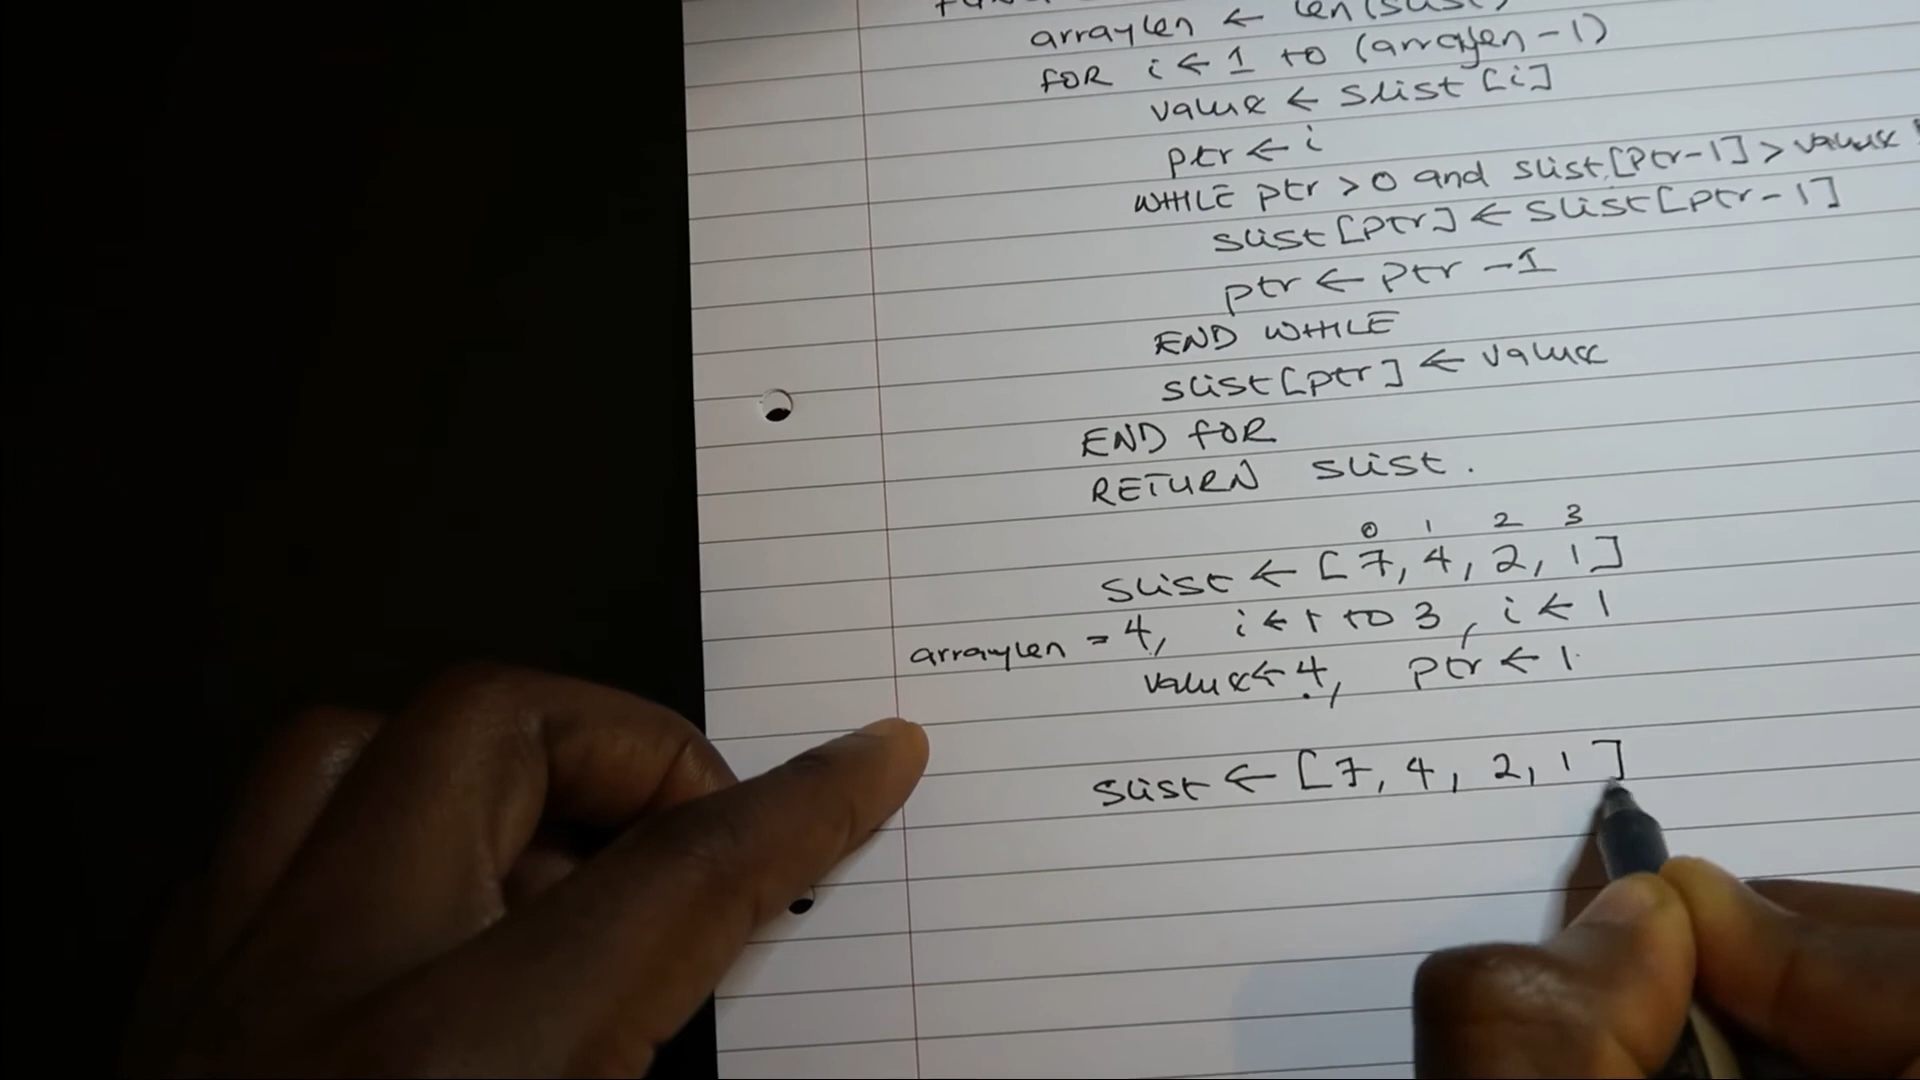 arraylen ← len(slist)
FOR i ← 1 to (arraylen - 1)
value ← slist [i]
ptr ← i
WHILE ptr > 0 and slist [ptr-1] > value
slist [ptr] ← slist [ptr - 1]
ptr ← ptr - 1
END WHILE
slist [ptr] ← value
END FOR
RETURN slist.
0 1 2 3
slist ← [7, 4, 2, 1]
arraylen = 4, i ← 1 to 3, i ← 1
value ← 4, ptr ← 1.
slist ← [7, 4, 2, 1]